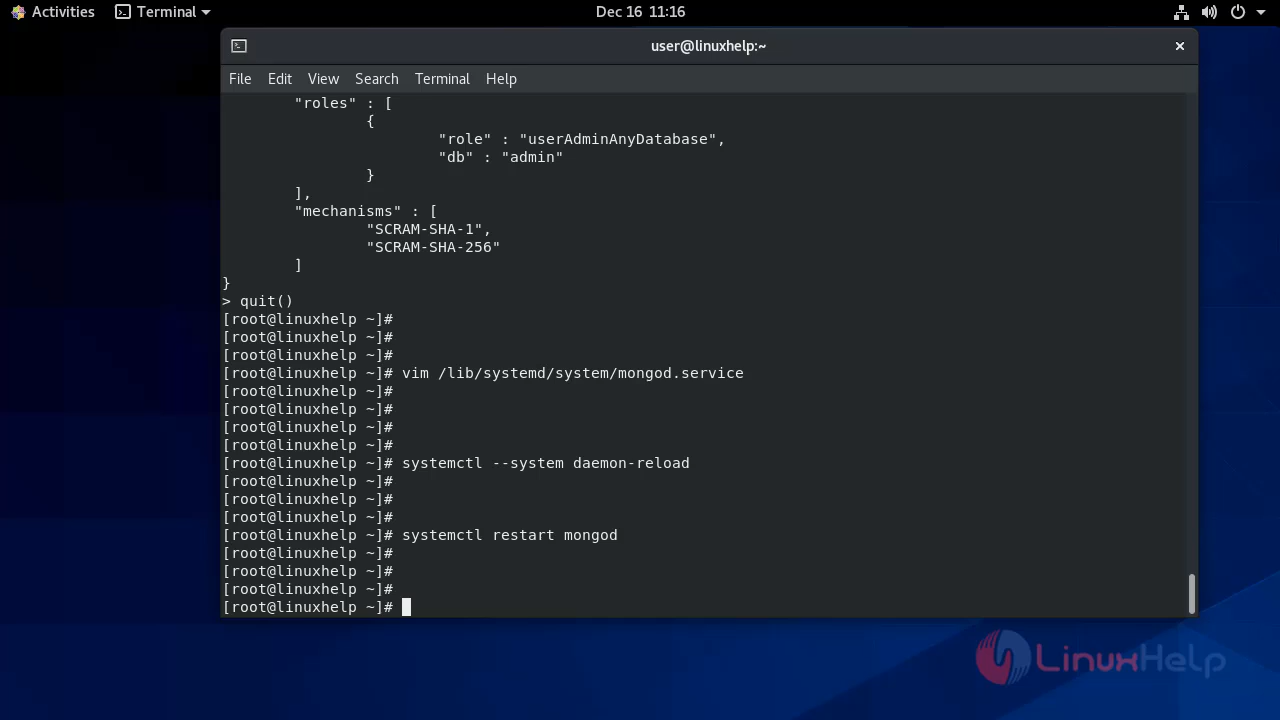 Activities Terminal Dec 16 11:16
user@linuxhelp:~
File Edit View Search Terminal Help
"roles" : [
{
"role" : "userAdminAnyDatabase",
"db" : "admin"
}
],
"mechanisms" : [
"SCRAM-SHA-1",
"SCRAM-SHA-256"
]
}
> quit()
[root@linuxhelp ~]#
[root@linuxhelp ~]#
[root@linuxhelp ~]#
[root@linuxhelp ~]# vim /lib/systemd/system/mongod.service
[root@linuxhelp ~]#
[root@linuxhelp ~]#
[root@linuxhelp ~]#
[root@linuxhelp ~]#
[root@linuxhelp ~]# systemctl --system daemon-reload
[root@linuxhelp ~]#
[root@linuxhelp ~]#
[root@linuxhelp ~]#
[root@linuxhelp ~]# systemctl restart mongod
[root@linuxhelp ~]#
[root@linuxhelp ~]#
[root@linuxhelp ~]#
[root@linuxhelp ~]#
LinuxHelp